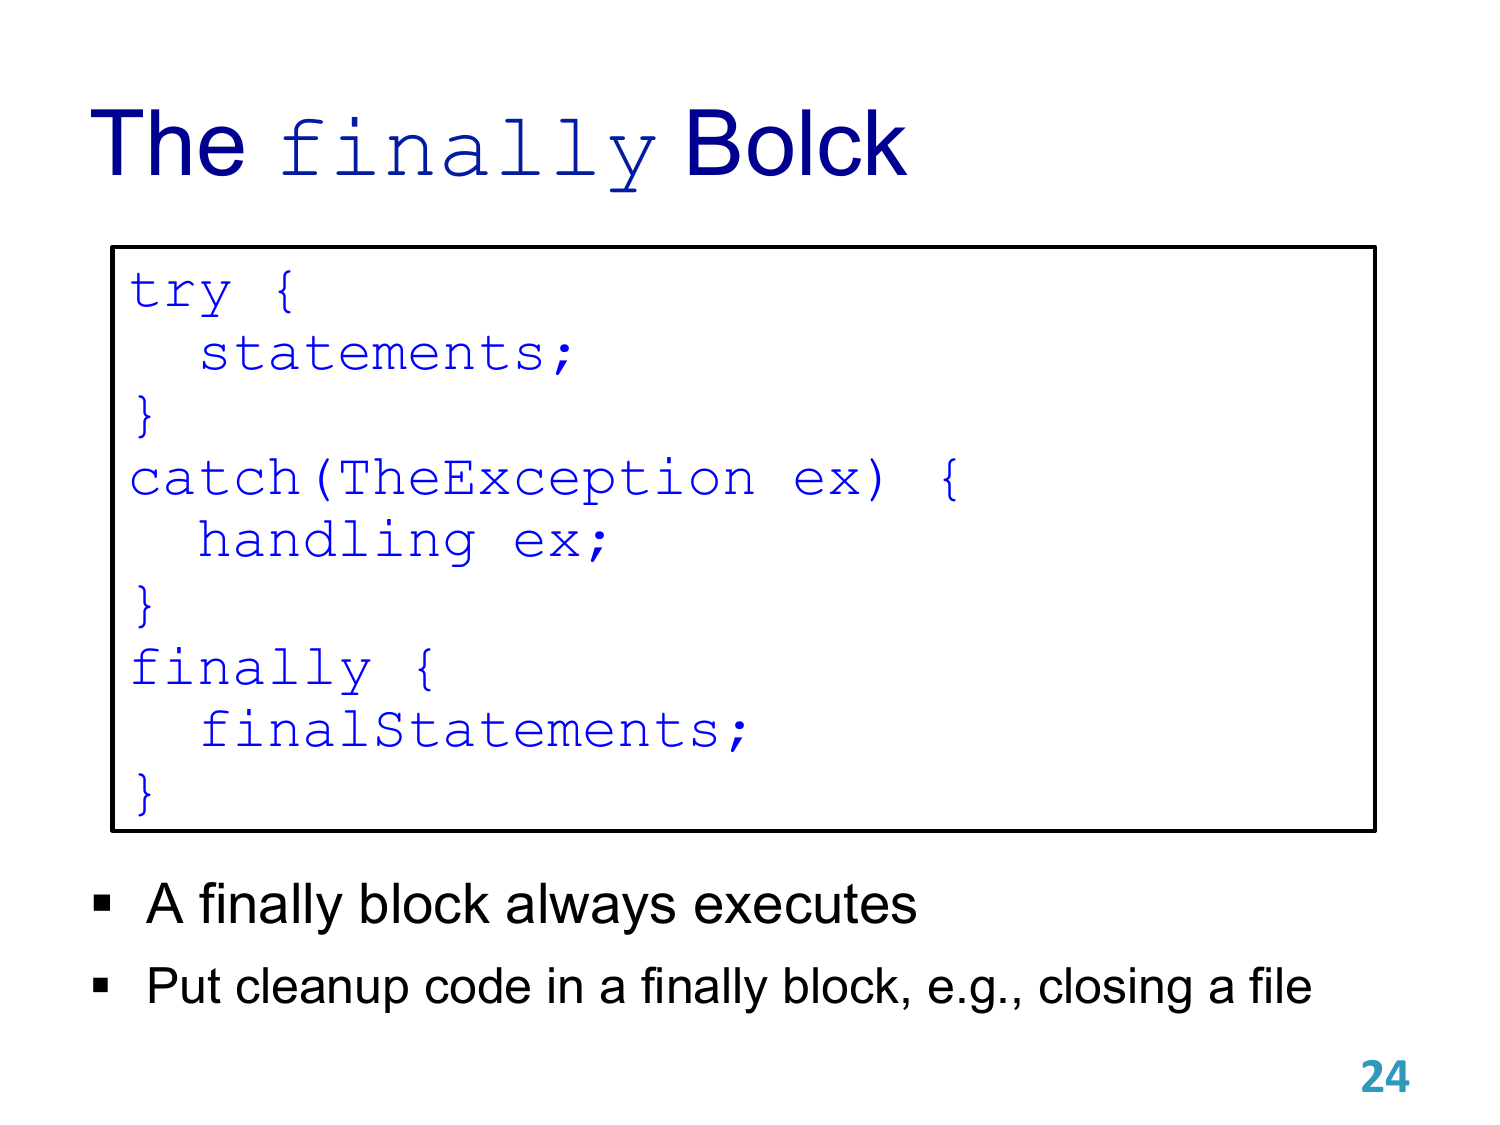 The finally Bolck
try {
  statements;
}
catch(TheException ex) {
  handling ex;
}
finally {
  finalStatements;
}
▪ A finally block always executes
▪ Put cleanup code in a finally block, e.g., closing a file
24